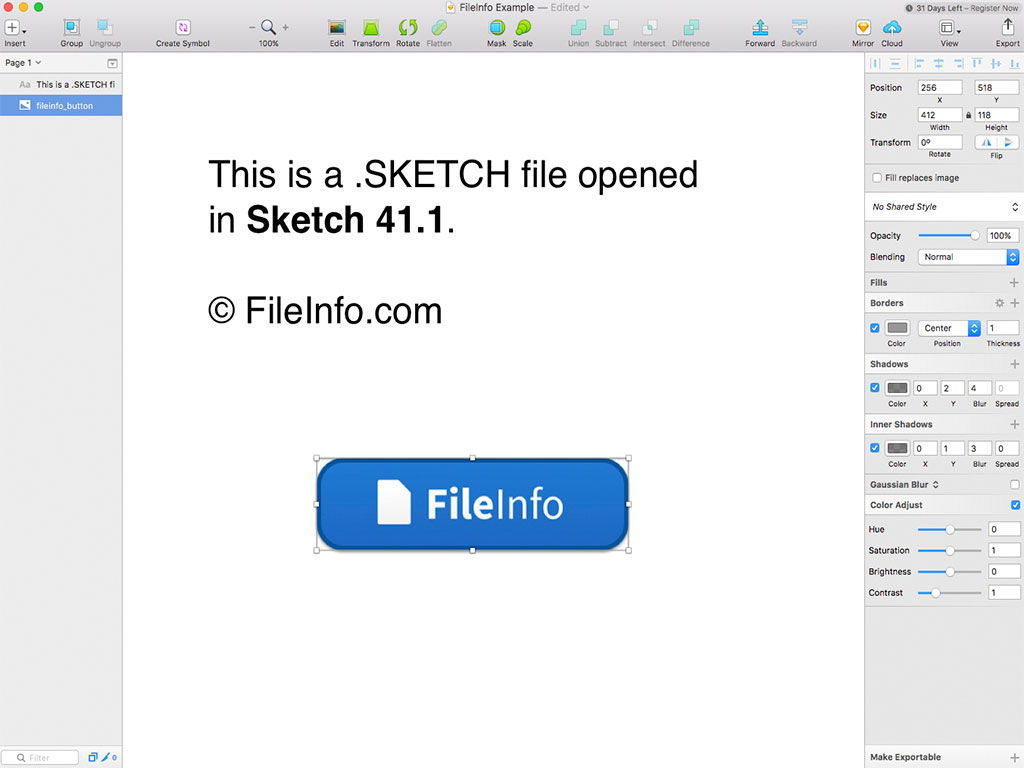 FileInfo Example — Edited
31 Days Left – Register Now
Insert Group Ungroup Create Symbol 100% Edit Transform Rotate Flatten Mask Scale Union Subtract Intersect Difference Forward Backward Mirror Cloud View Export
Page 1
Aa This is a .SKETCH fi
fileinfo_button
Filter
0
This is a .SKETCH file opened
in Sketch 41.1.
© FileInfo.com
FileInfo
Position 256 518
X Y
Size 412 118
Width Height
Transform 0º
Rotate Flip
Fill replaces image
No Shared Style
Opacity 100%
Blending Normal
Fills
Borders
Center 1
Color Position Thickness
Shadows
0 2 4 0
Color X Y Blur Spread
Inner Shadows
0 1 3 0
Color X Y Blur Spread
Gaussian Blur
Color Adjust
Hue 0
Saturation 1
Brightness 0
Contrast 1
Make Exportable